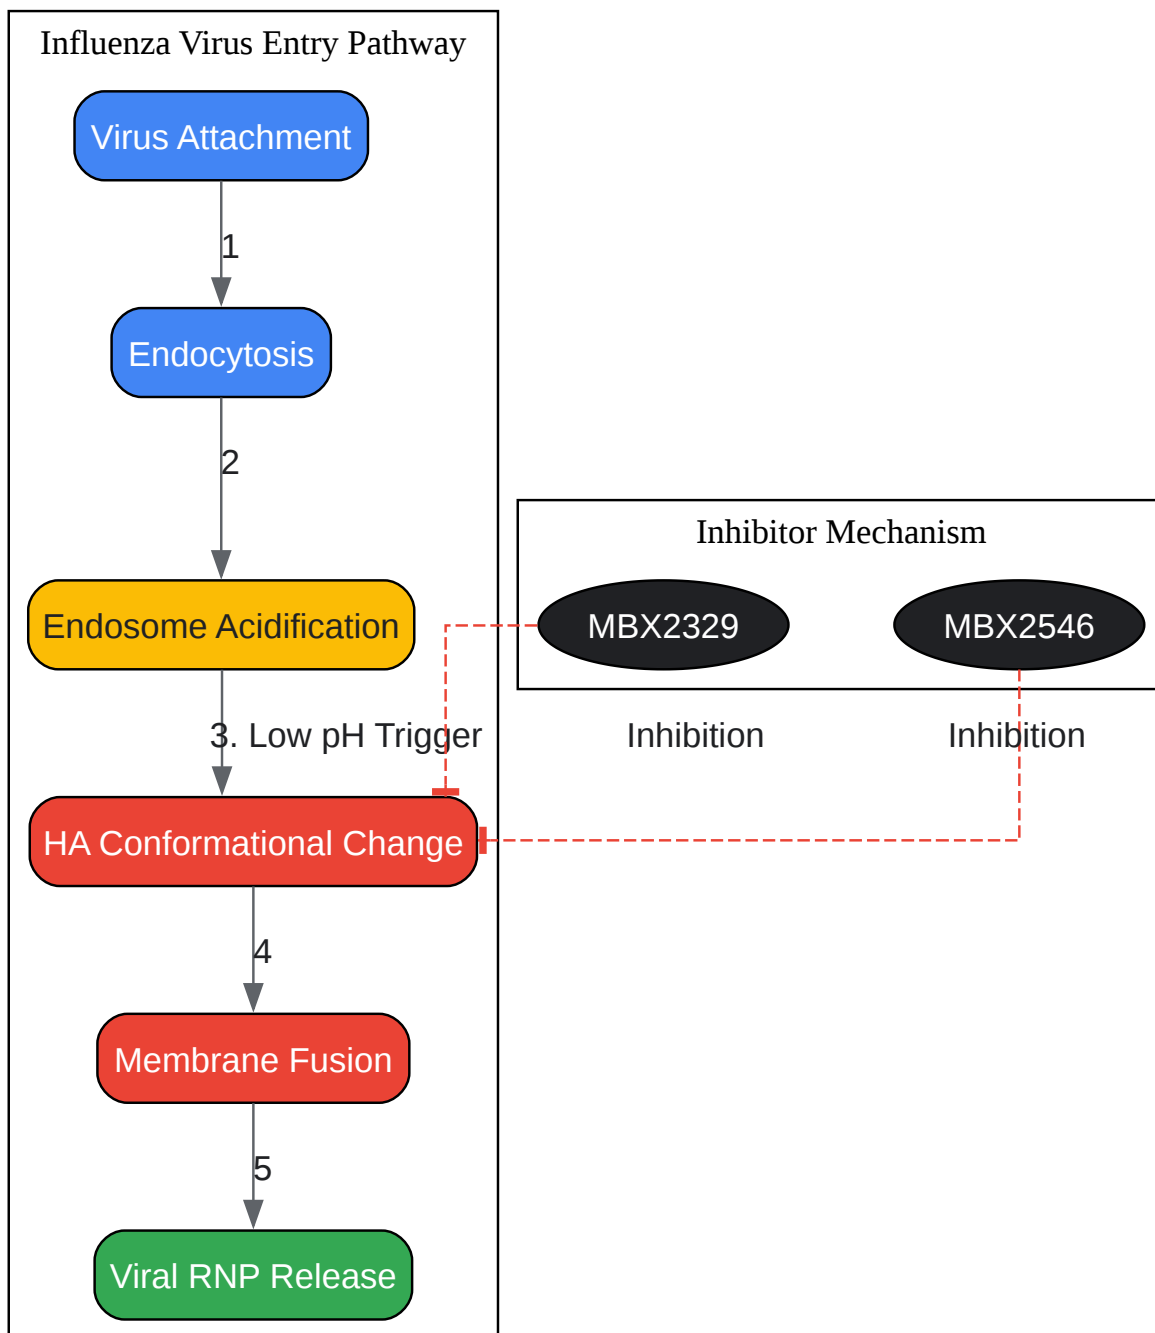 Influenza Virus Entry Pathway
Virus Attachment
1
Endocytosis
2
Endosome Acidification
3. Low pH Trigger
HA Conformational Change
4
Membrane Fusion
5
Viral RNP Release
Inhibitor Mechanism
MBX2329
MBX2546
Inhibition
Inhibition